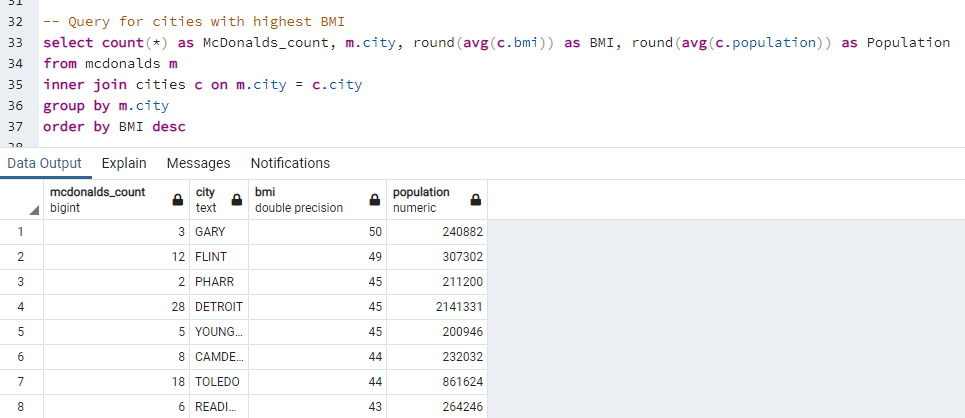 31
32 -- Query for cities with highest BMI
33 select count(*) as McDonalds_count, m.city, round(avg(c.bmi)) as BMI, round(avg(c.population)) as Population
34 from mcdonalds m
35 inner join cities c on m.city = c.city
36 group by m.city
37 order by BMI desc
38
Data Output Explain Messages Notifications
mcdonalds_count city bmi population
bigint text double precision numeric
1 3 GARY 50 240882
2 12 FLINT 49 307302
3 2 PHARR 45 211200
4 28 DETROIT 45 2141331
5 5 YOUNG... 45 200946
6 8 CAMDE... 44 232032
7 18 TOLEDO 44 861624
8 6 READI... 43 264246